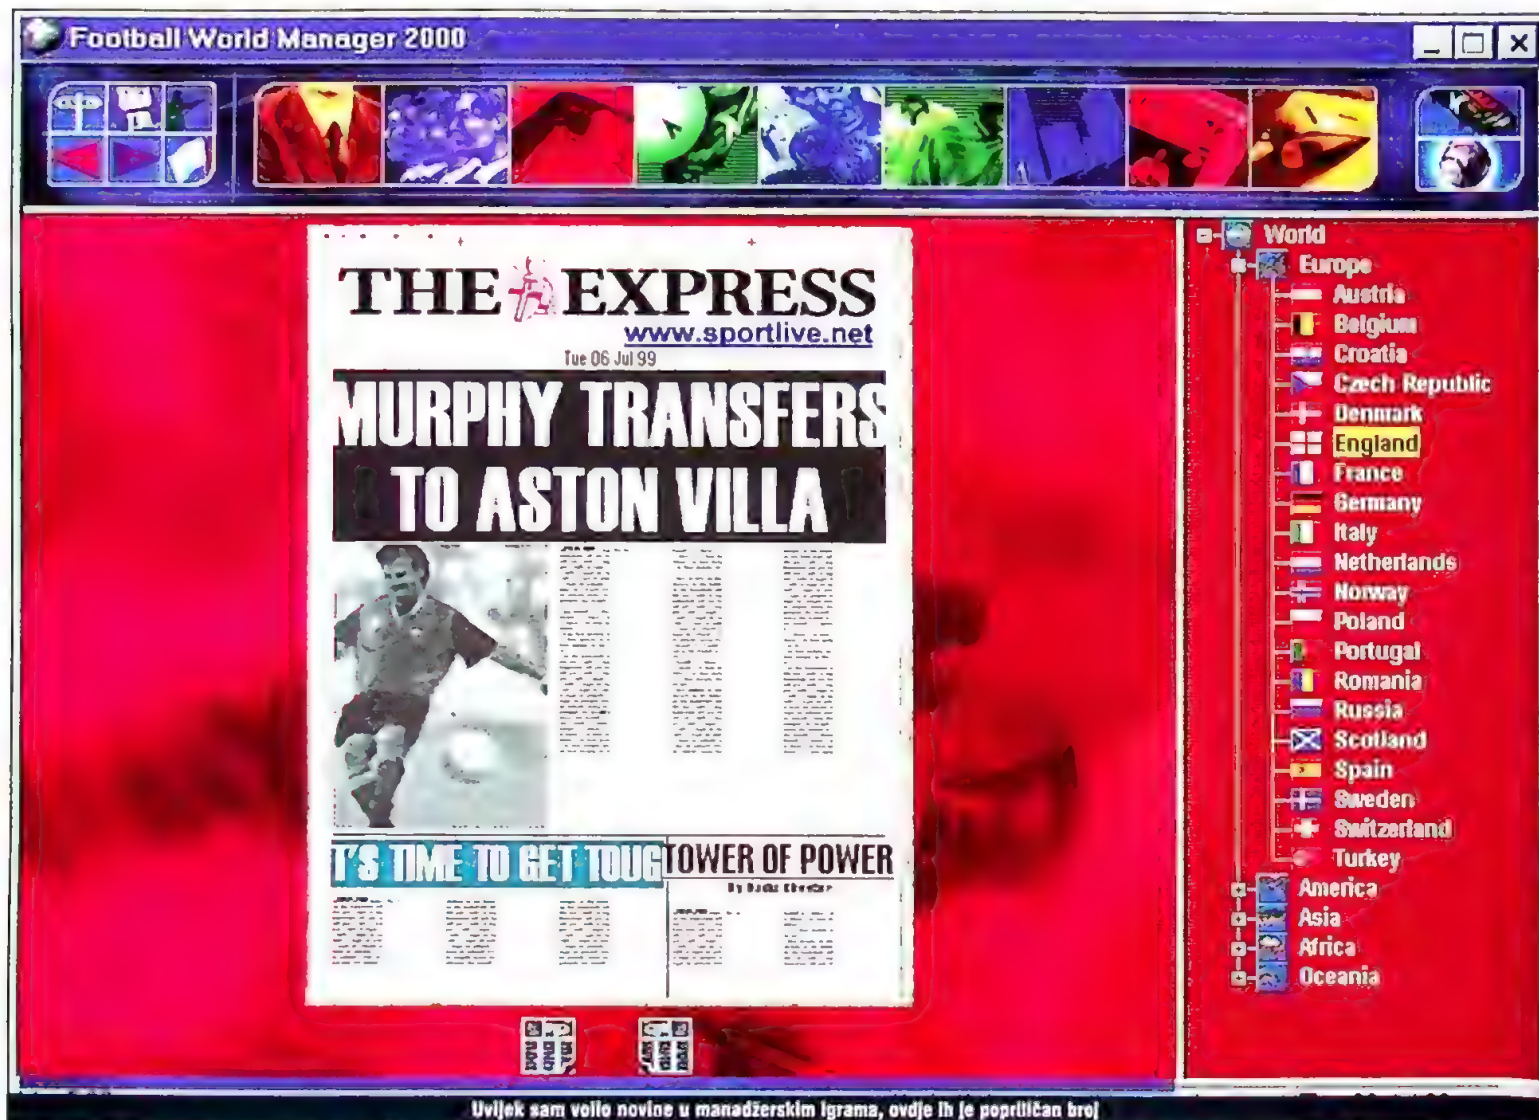 Football World Manager 2000
THE EXPRESS
www.sportlive.net
Tue 06 Jul 99
MURPHY TRANSFERS
TO ASTON VILLA
T'S TIME TO GET TOUG
TOWER OF POWER
World
Europe
Austria
Belgium
Croatia
Czech Republic
Denmark
England
France
Germany
Italy
Netherlands
Norway
Poland
Portugal
Romania
Russia
Scotland
Spain
Sweden
Switzerland
Turkey
America
Asia
Africa
Oceania
Uvijek sam volio novine u manadžerskim igrama, ovdje ih je popriličan broj